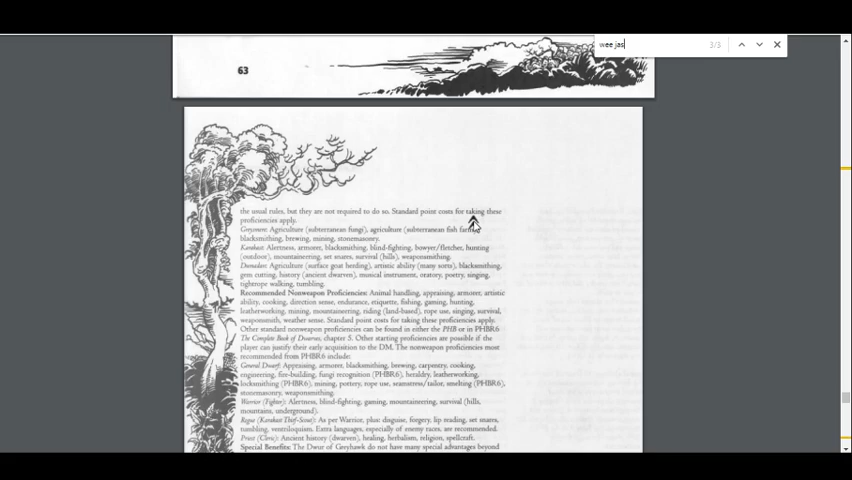 wee jas
3/3
63
the usual rules, but they are not required to do so. Standard point costs for taking these
proficiencies apply.
Greysmere: Agriculture (subterranean fungi), agriculture (subterranean fish farming),
blacksmithing, brewing, mining, stonemasonry.
Karakast: Alertness, armorer, blacksmithing, blind-fighting, bowyer/fletcher, hunting
(outdoor), mountaineering, set snares, survival (hills), weaponsmithing.
Agriculture (surface goat herding), artistic ability (many sorts), blacksmithing,
gem cutting, history (ancient dwarven), musical instrument, oratory, poetry, singing,
tightrope walking, tumbling.
Recommended Nonweapon Proficiencies: Animal handling, appraising, armorer, artistic
ability, cooking, direction sense, endurance, etiquette, fishing, gaming, hunting,
leatherworking, mining, mountaineering, riding (land-based), rope use, singing, survival,
weaponsmith, weather sense. Standard point costs for taking these proficiencies apply.
Other standard nonweapon proficiencies can be found in either the PHB or in PHBR6
The Complete Book of Dwarves, chapter 5. Other starting proficiencies are possible if the
player can justify their early acquisition to the DM. The nonweapon proficiencies most
recommended from PHBR6 include:
General Dwarf: Appraising, armorer, blacksmithing, brewing, carpentry, cooking,
engineering, fire-building, fungi recognition (PHBR6), heraldry, leatherworking,
locksmithing (PHBR6), mining, pottery, rope use, seamstress/tailor, smelting (PHBR6),
stonemasonry, weaponsmithing.
Warrior (Fighter): Alertness, blind-fighting, gaming, mountaineering, survival (hills,
mountains, underground).
Rogue (Karakast Thief-Scout): As per Warrior, plus: disguise, forgery, lip reading, set snares,
tumbling, ventriloquism. Extra languages, especially of enemy races, are recommended.
Priest (Cleric): Ancient history (dwarven), healing, herbalism, religion, spellcraft.
Special Benefits: The Dwur of Greyhawk do not have many special advantages beyond